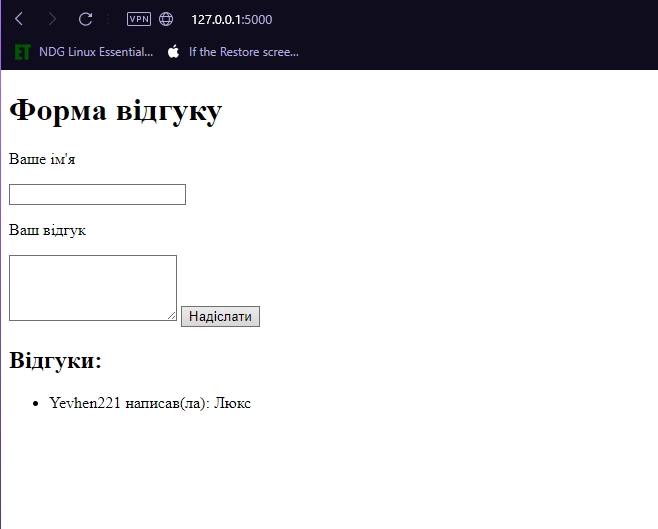 VPN 127.0.0.1:5000
ET NDG Linux Essential... If the Restore scree...
Форма відгуку
Ваше ім'я
Ваш відгук
Надіслати
Відгуки:
Yevhen221 написав(ла): Люкс